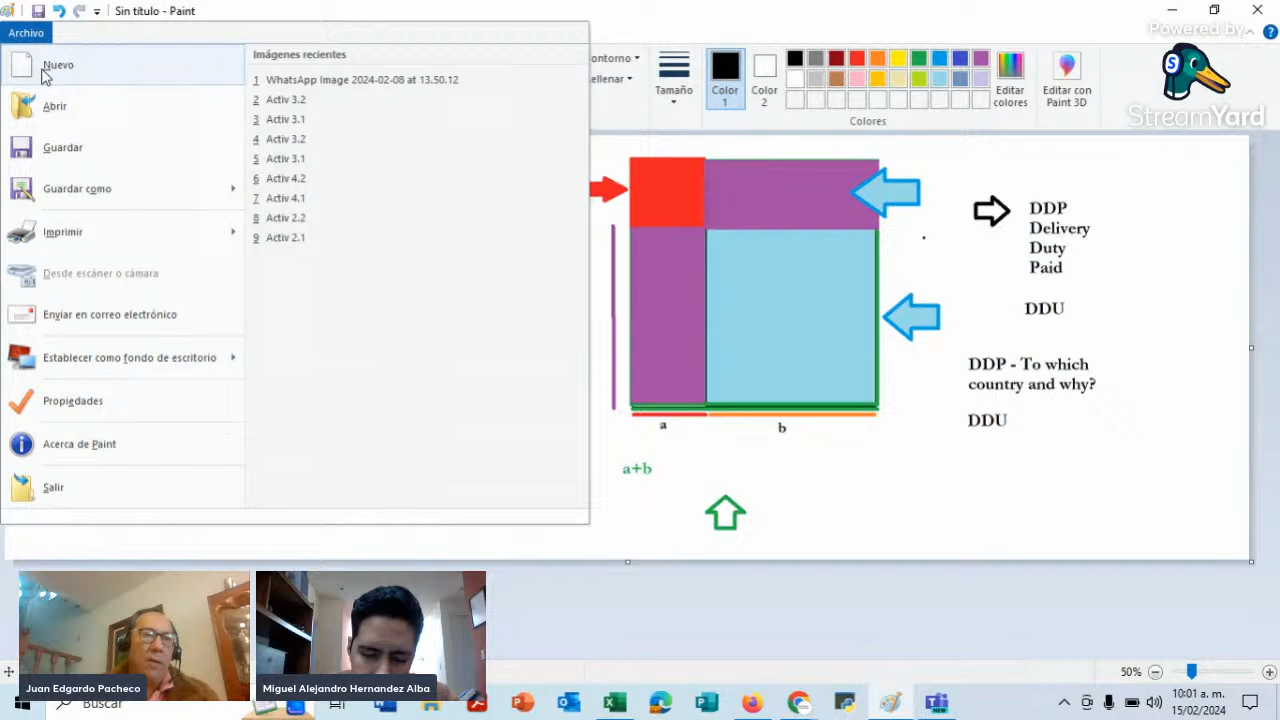 Sin título - Paint
Archivo
Nuevo
Abrir
Guardar
Guardar como
Imprimir
Desde escáner o cámara
Enviar en correo electrónico
Establecer como fondo de escritorio
Propiedades
Acerca de Paint
Salir
Imágenes recientes
1 WhatsApp Image 2024-02-08 at 13.50.12
2 Activ 3.2
3 Activ 3.1
4 Activ 3.2
5 Activ 3.1
6 Activ 4.2
7 Activ 4.1
8 Activ 2.2
9 Activ 2.1
ontorno
ellenar
Tamaño
Color
1
Color
2
Editar
colores
Editar con
Paint 3D
Colores
Powered by
StreamYard
DDP
Delivery
Duty
Paid
DDU
DDP - To which
country and why?
DDU
a
b
a+b
Juan Edgardo Pacheco
Miguel Alejandro Hernandez Alba
50%
Buscar
10:01 a. m.
15/02/2024